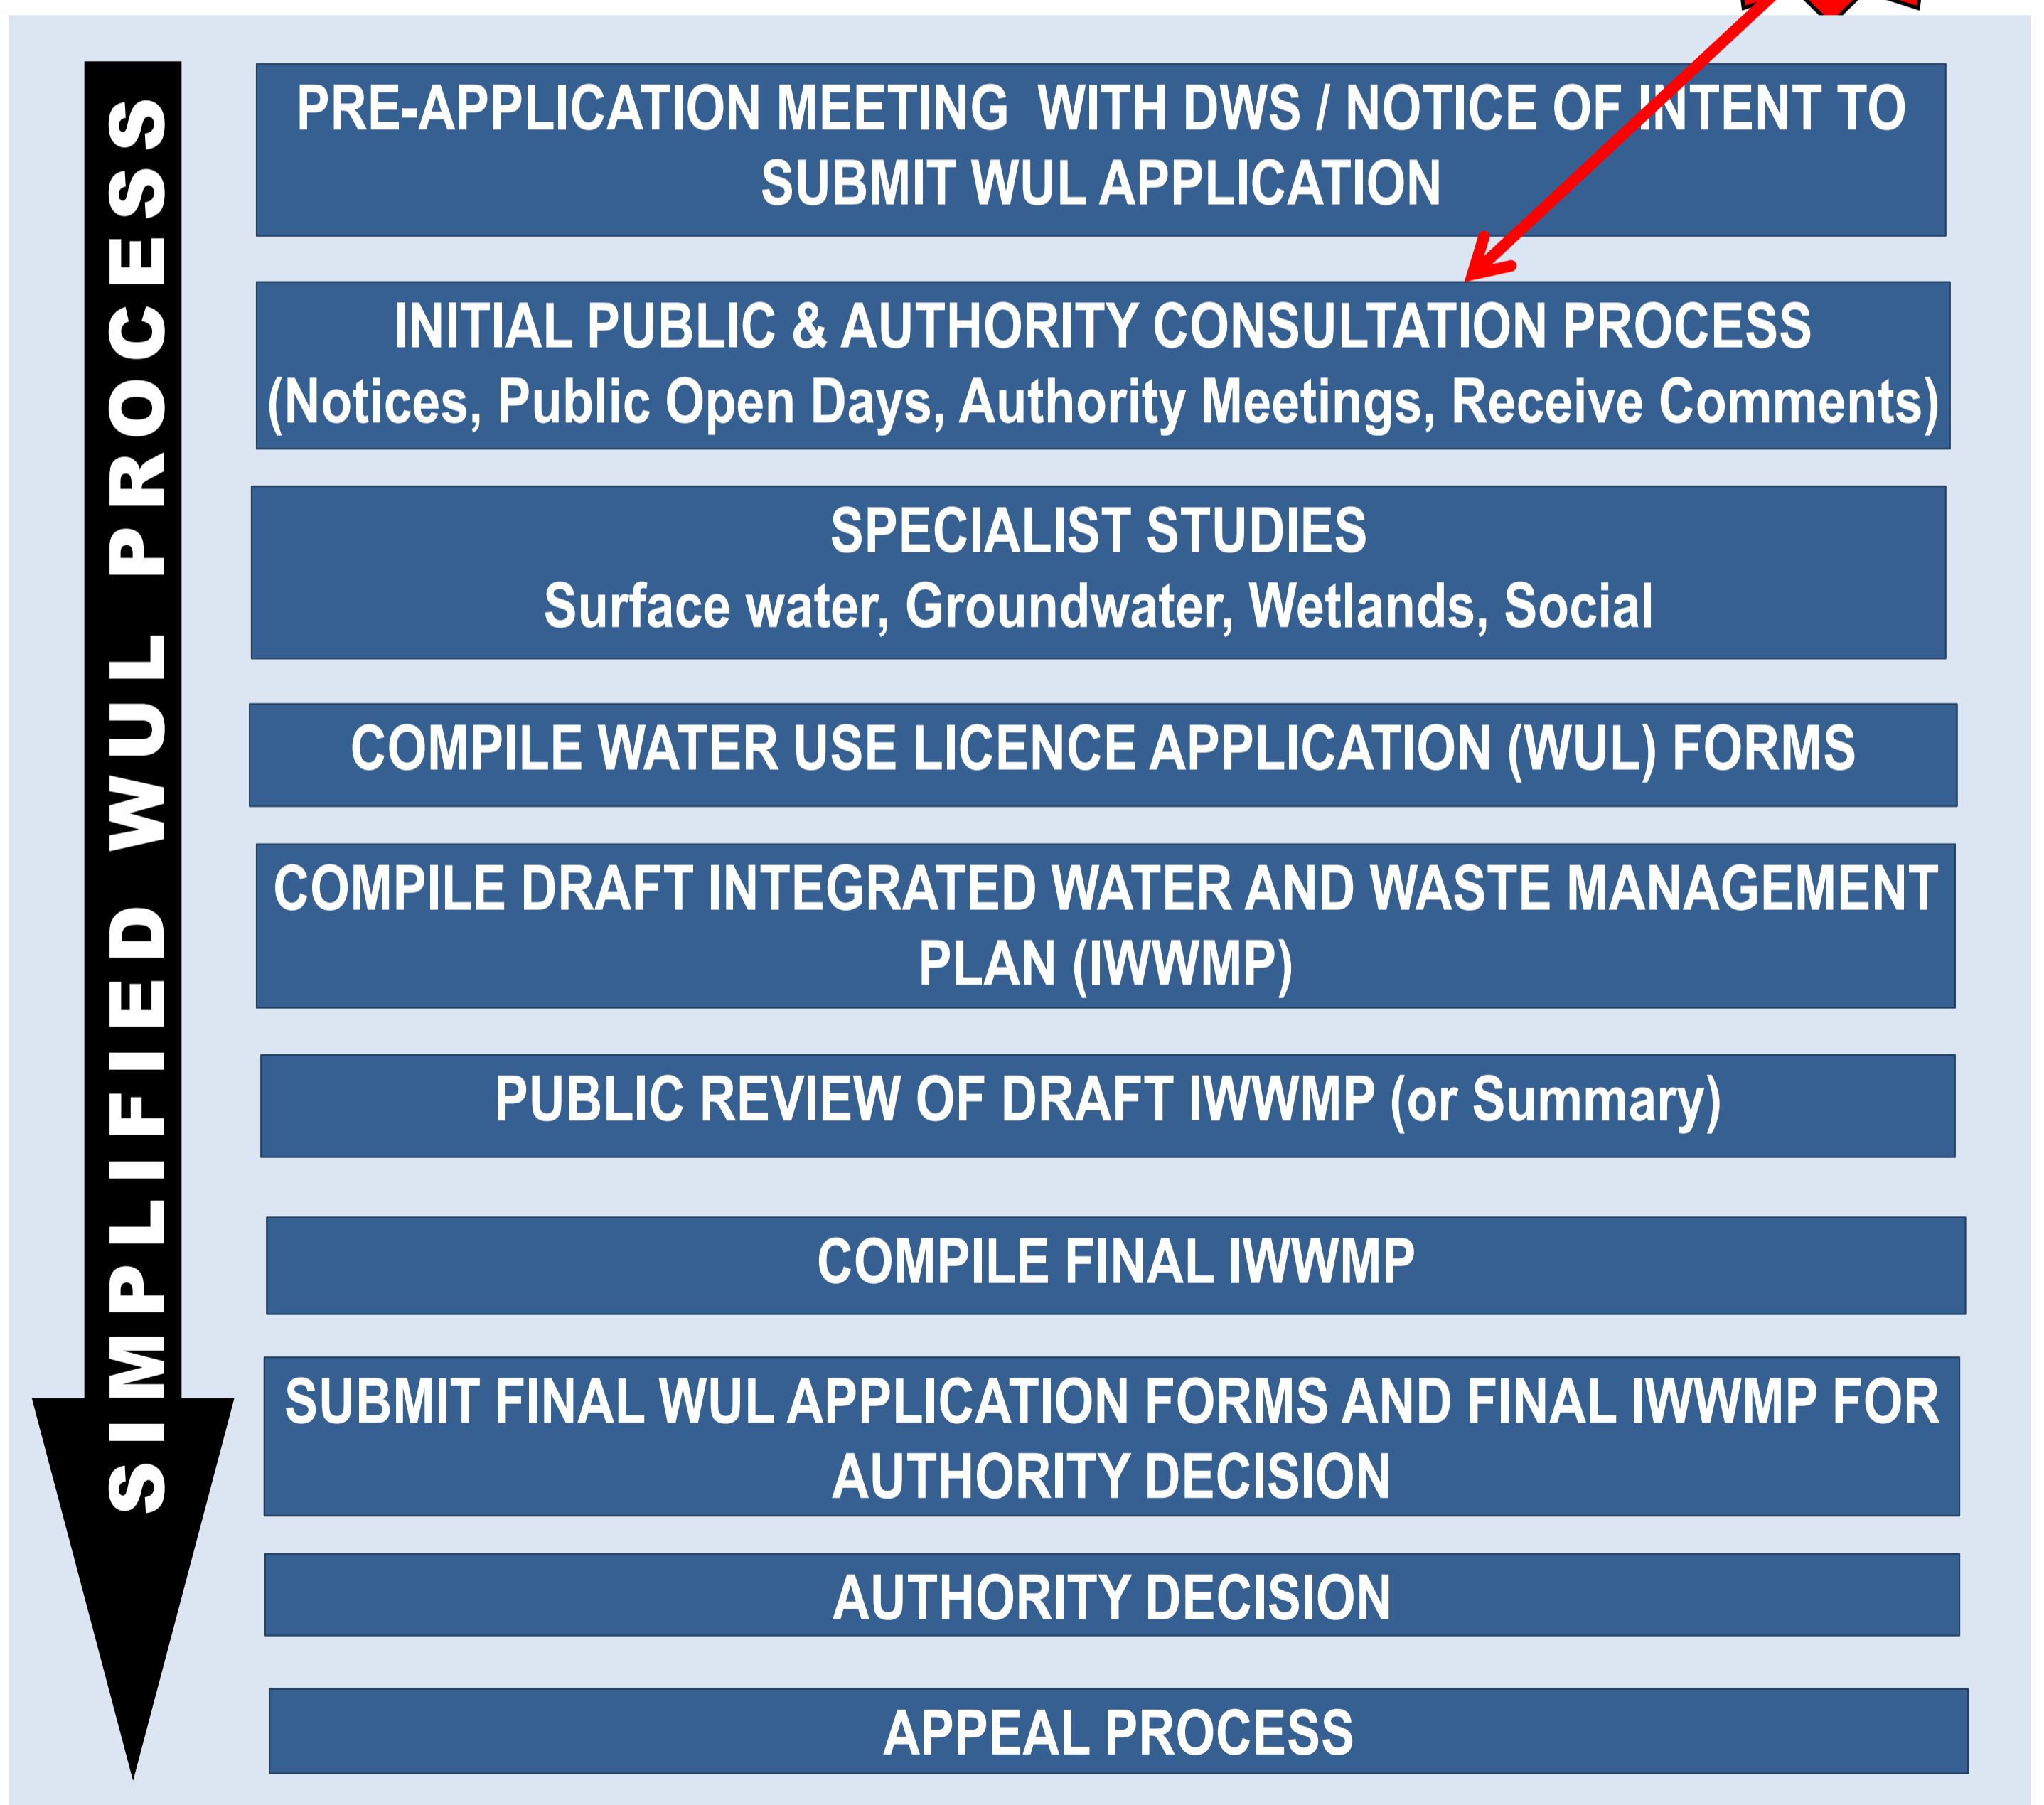 SIMPLIFIED WUL PROCESS
PRE-APPLICATION MEETING WITH DWS / NOTICE OF INTENT TO
SUBMIT WUL APPLICATION
INITIAL PUBLIC & AUTHORITY CONSULTATION PROCESS
(Notices, Public Open Days, Authority Meetings, Receive Comments)
SPECIALIST STUDIES
Surface water, Groundwater, Wetlands, Social
COMPILE WATER USE LICENCE APPLICATION (WUL) FORMS
COMPILE DRAFT INTEGRATED WATER AND WASTE MANAGEMENT
PLAN (IWWMP)
PUBLIC REVIEW OF DRAFT IWWMP (or Summary)
COMPILE FINAL IWWMP
SUBMIT FINAL WUL APPLICATION FORMS AND FINAL IWWMP FOR
AUTHORITY DECISION
AUTHORITY DECISION
APPEAL PROCESS